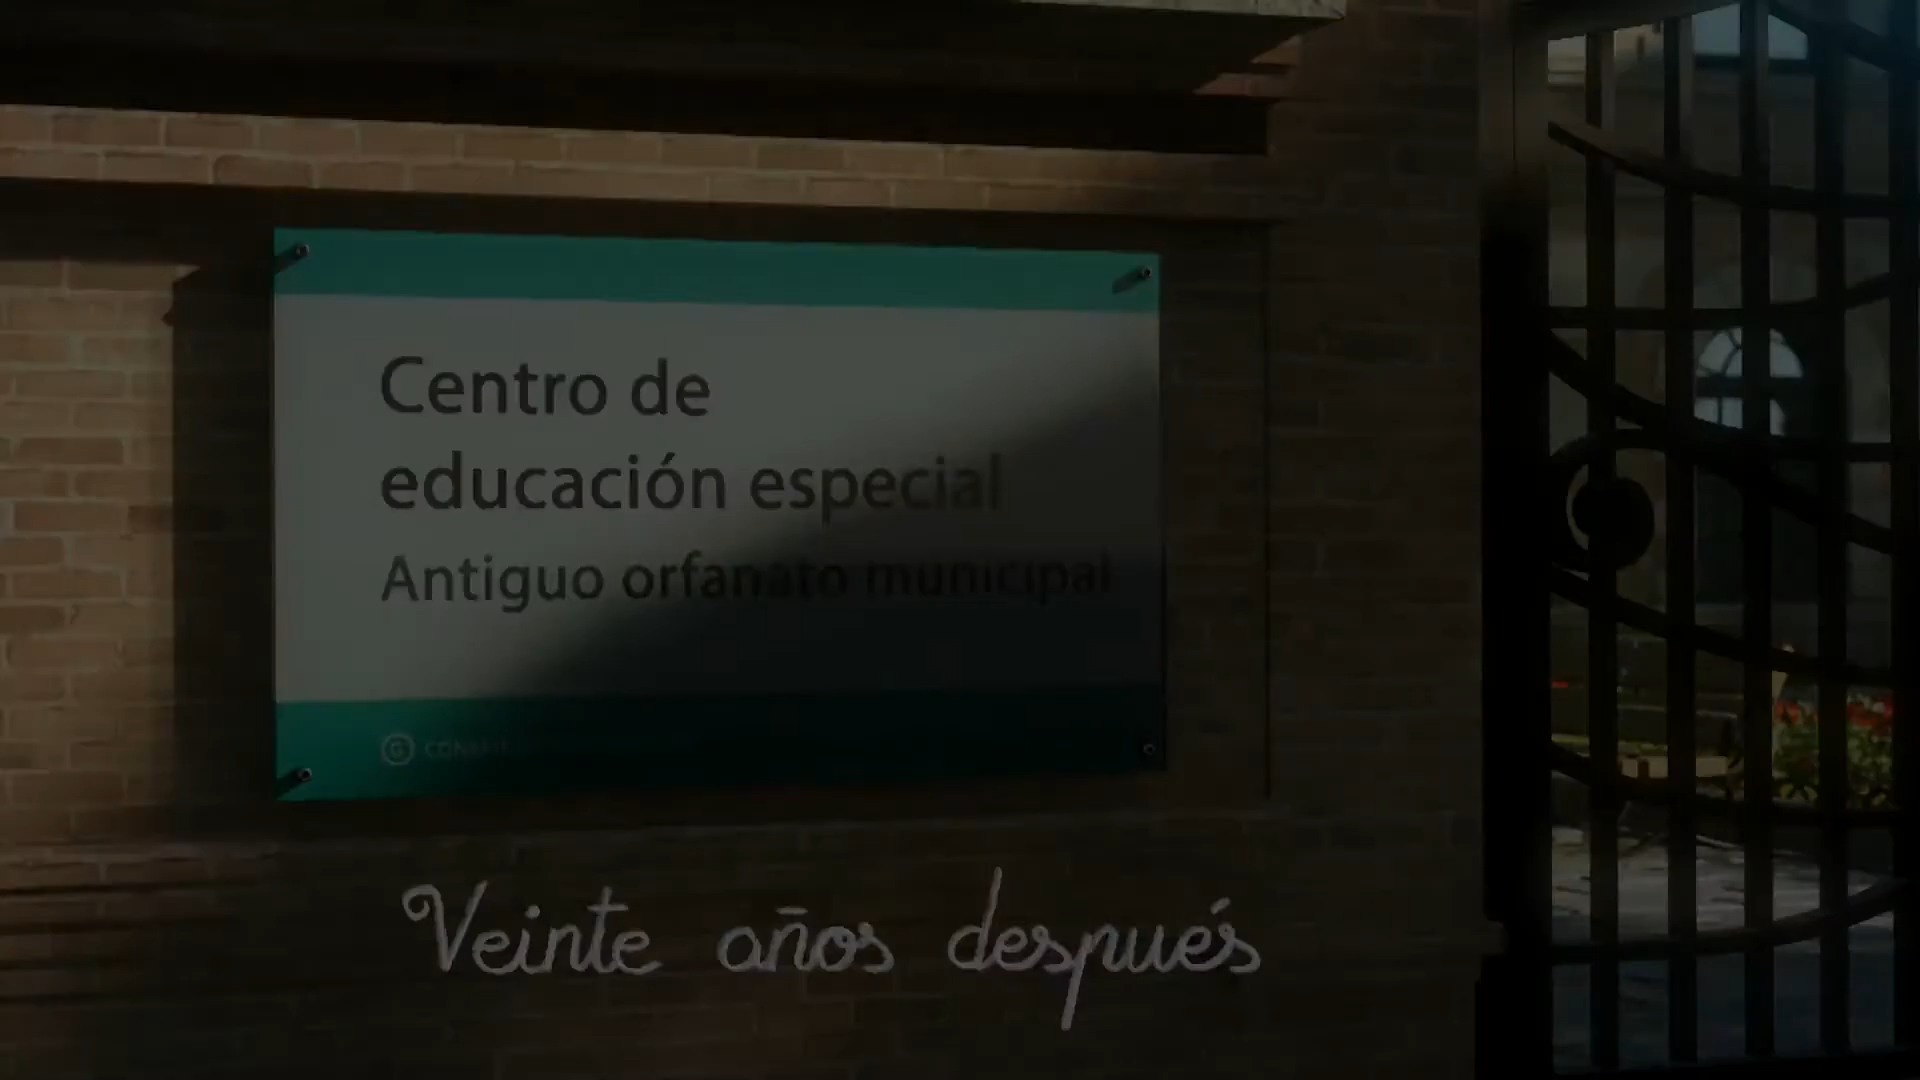 Centro de
educación especial
Antiguo orfanato municipal
Veinte años después